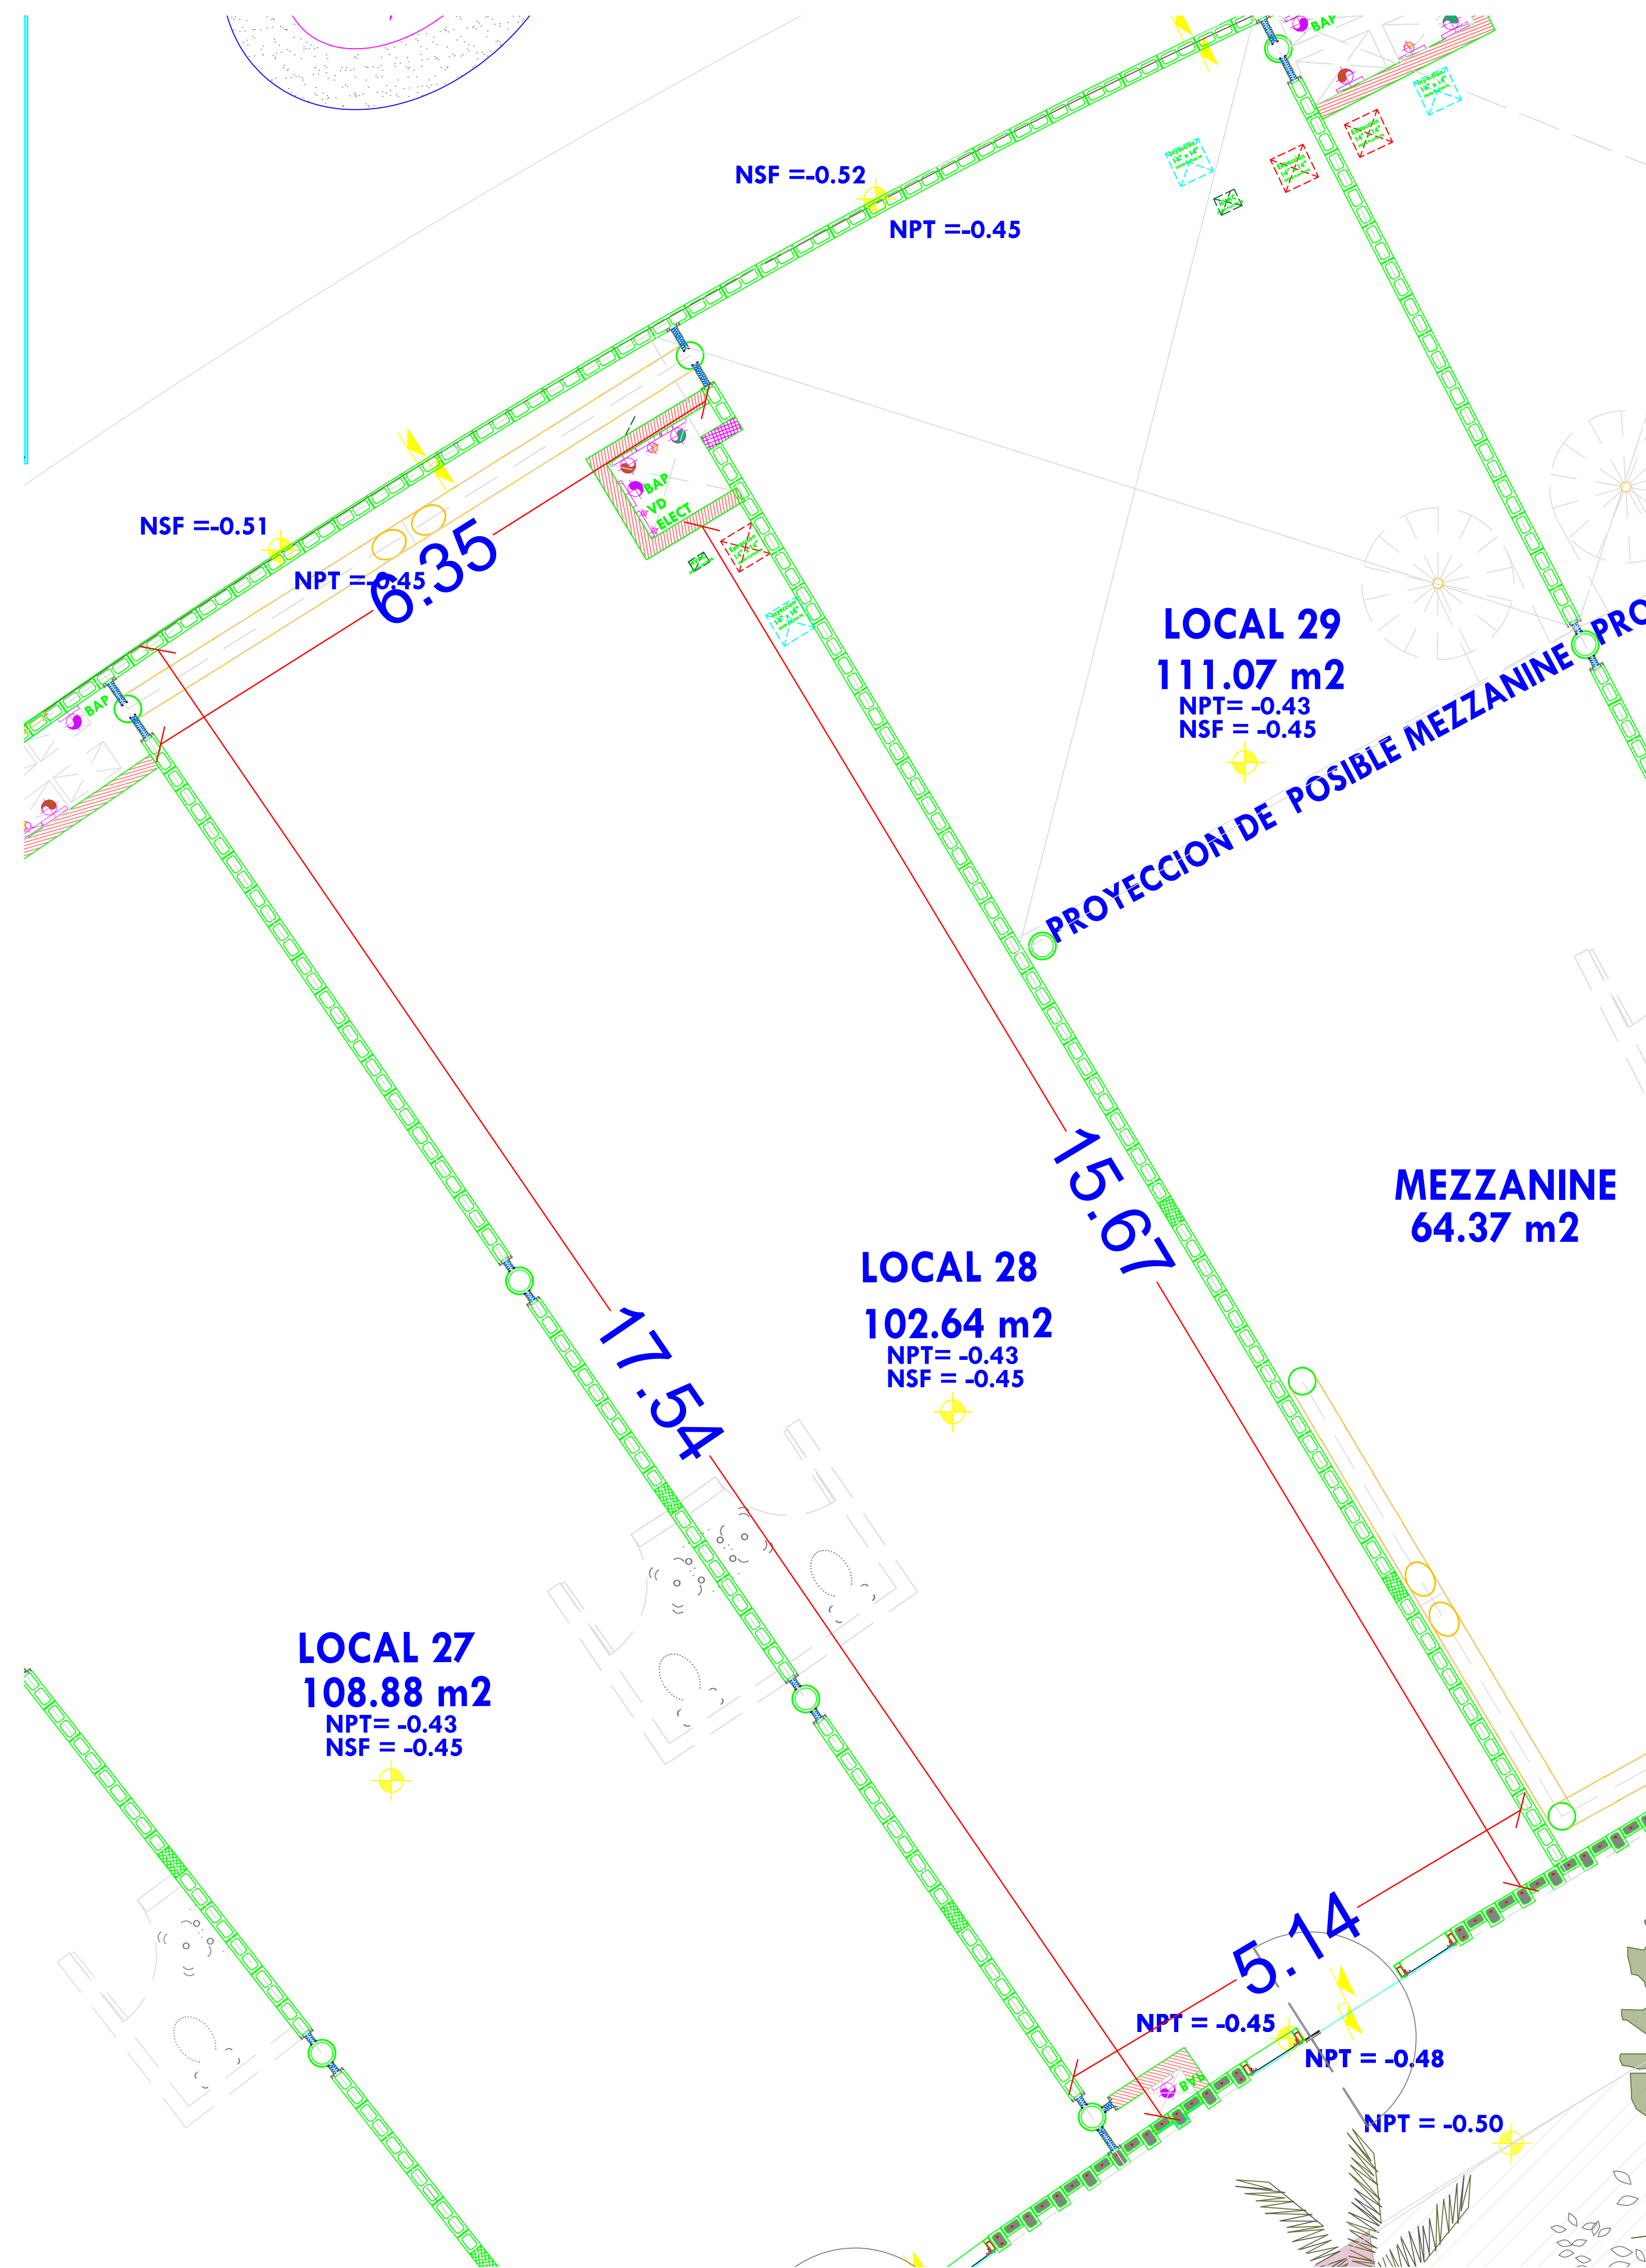 BAP
NSF =-0.52
NPT =-0.45
NSF =-0.51
NPT =-0.45
6.35
BAP
VD
ELECT
BAP
LOCAL 29
111.07 m2
NPT= -0.43
NSF = -0.45
PROYECCION DE POSIBLE MEZZANINE
PRO
15.67
MEZZANINE
64.37 m2
LOCAL 28
102.64 m2
NPT= -0.43
NSF = -0.45
17.54
LOCAL 27
108.88 m2
NPT= -0.43
NSF = -0.45
5.14
NPT = -0.45
NPT = -0.48
BAP
NPT = -0.50